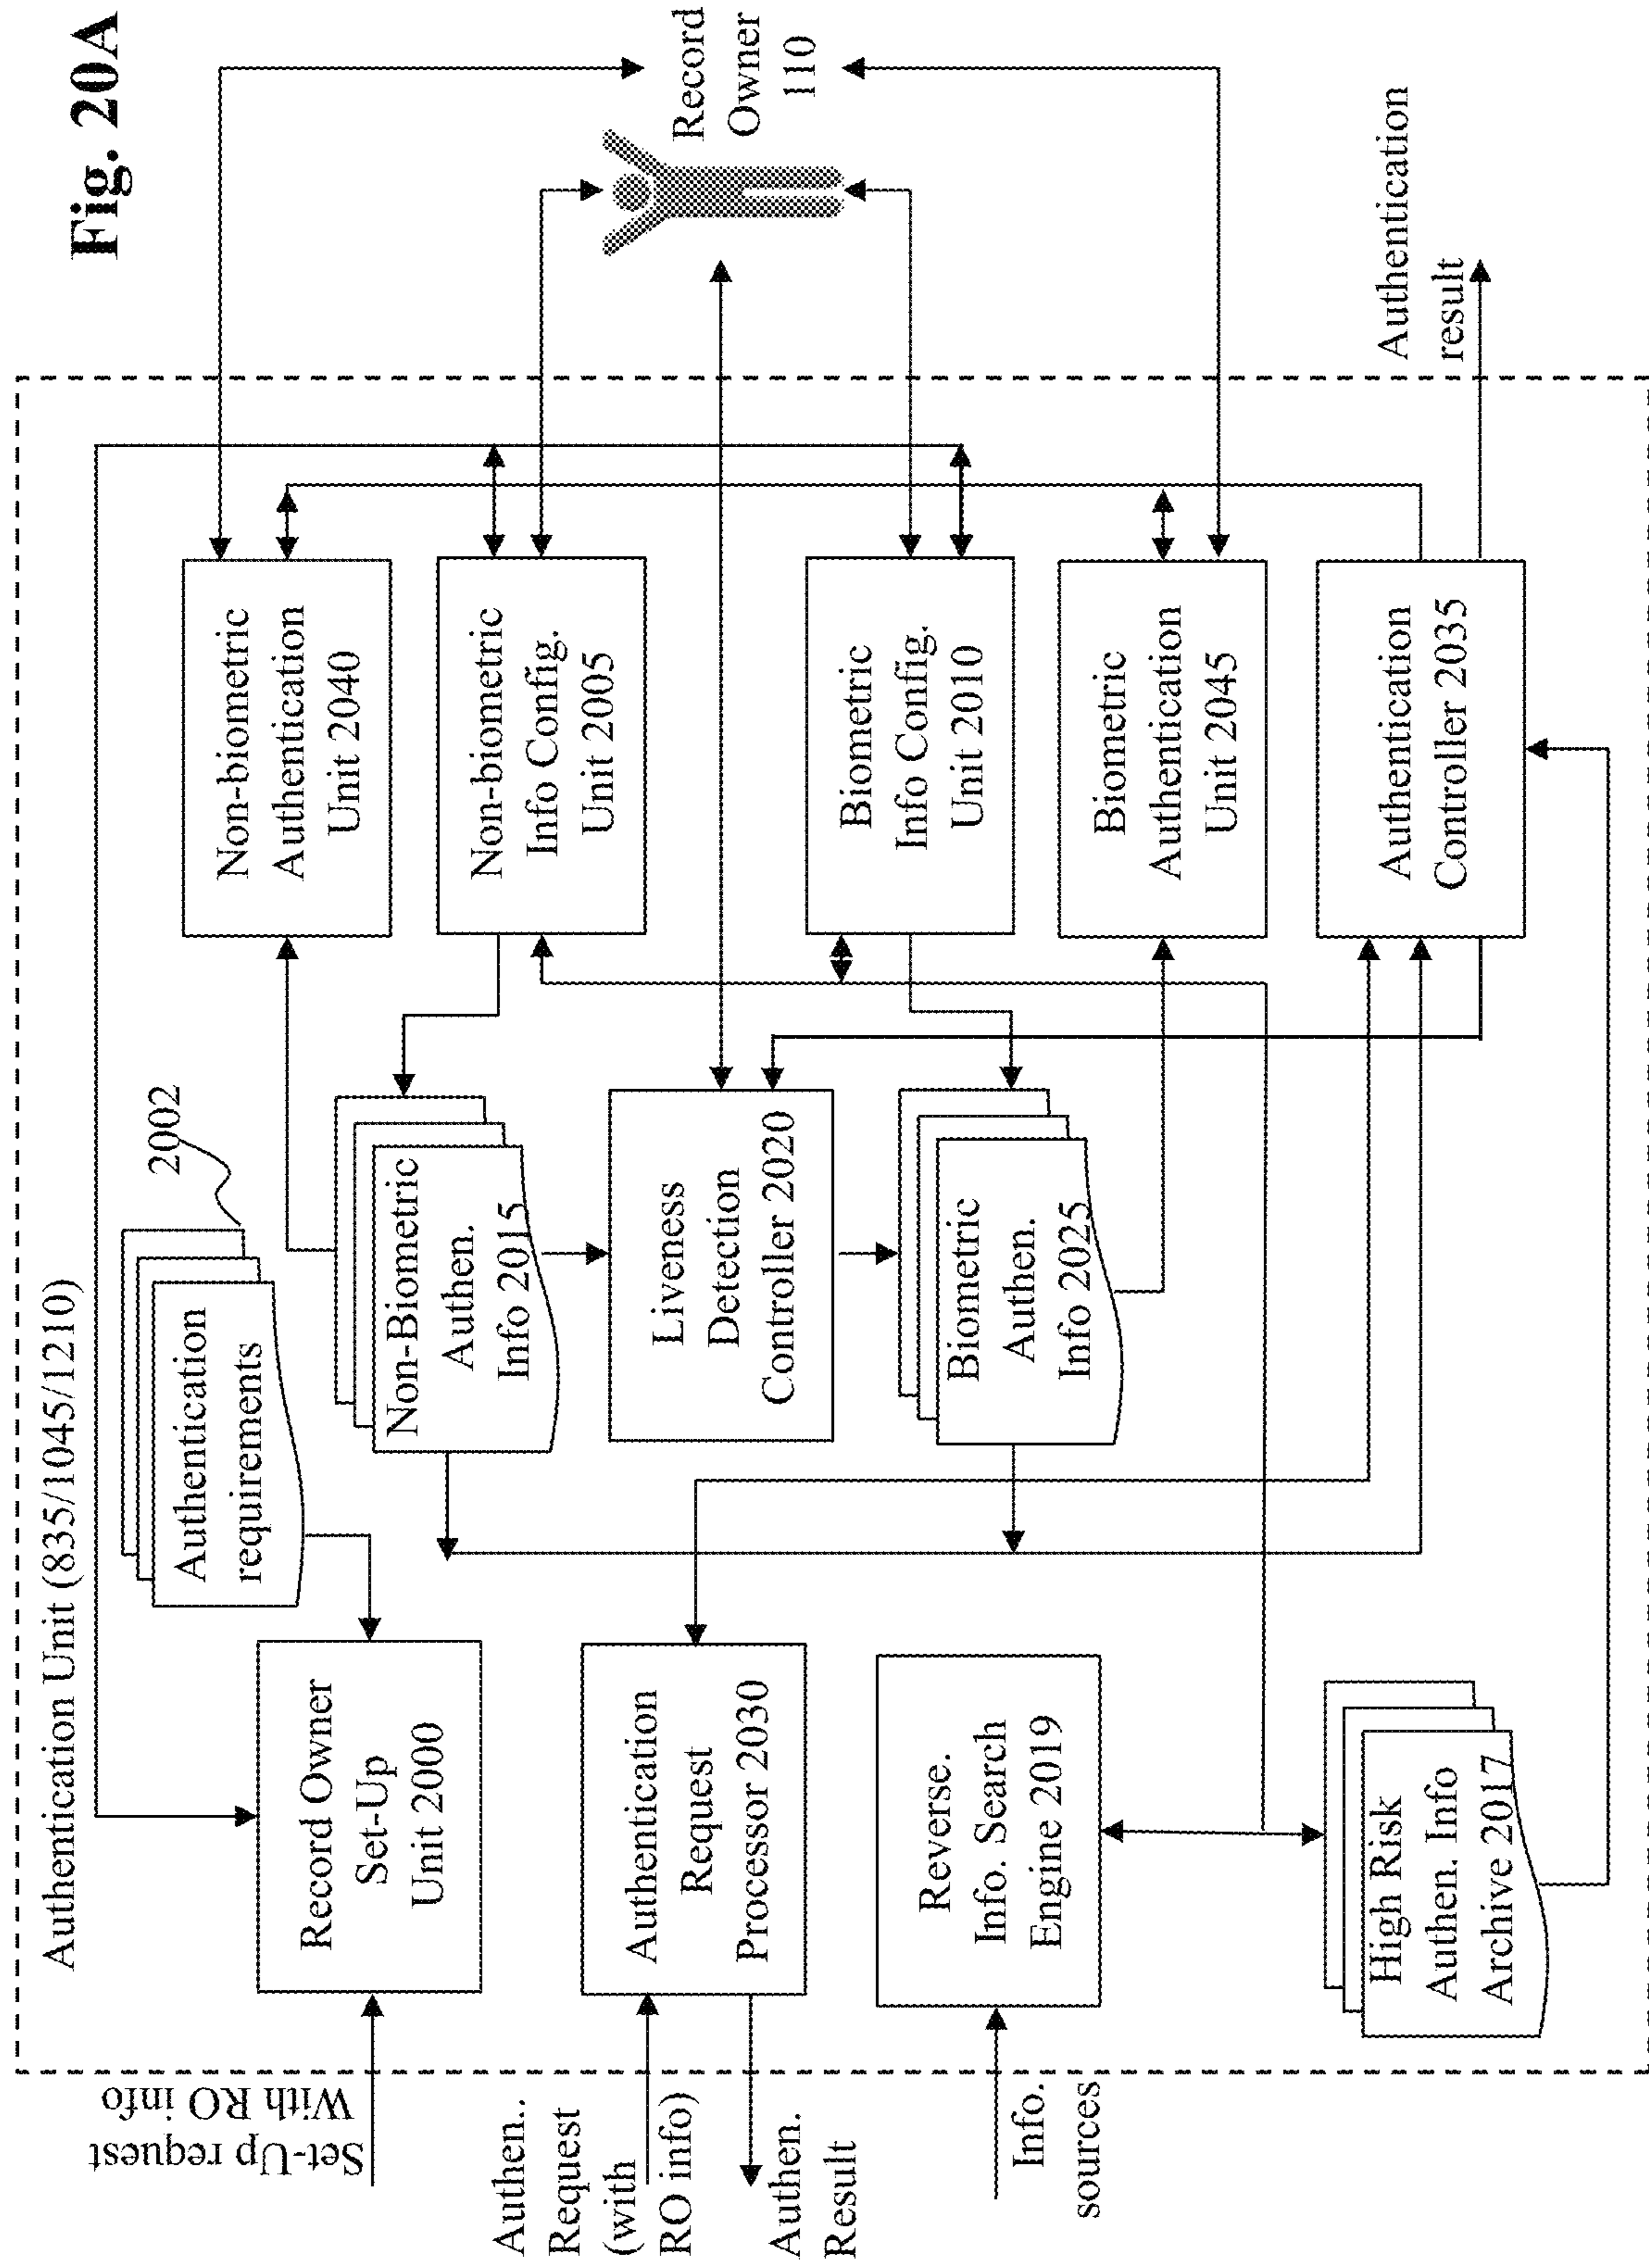 Fig. 20A
Authentication Unit (835/1045/1210)
Set-Up request
With RO info
Record Owner
Set-Up
Unit 2000
Authentication
requirements
2002
Non-biometric
Authentication
Unit 2040
Non-Biometric
Authen.
Info 2015
Non-biometric
Info Config.
Unit 2005
Record
Owner
110
Authen..
Request
(with
RO info)
Authen.
Result
Authentication
Request
Processor 2030
Liveness
Detection
Controller 2020
Biometric
Info Config.
Unit 2010
Info.
sources
Reverse.
Info. Search
Engine 2019
Biometric
Authen.
Info 2025
Biometric
Authentication
Unit 2045
High Risk
Authen. Info
Archive 2017
Authentication
Controller 2035
Authentication
result